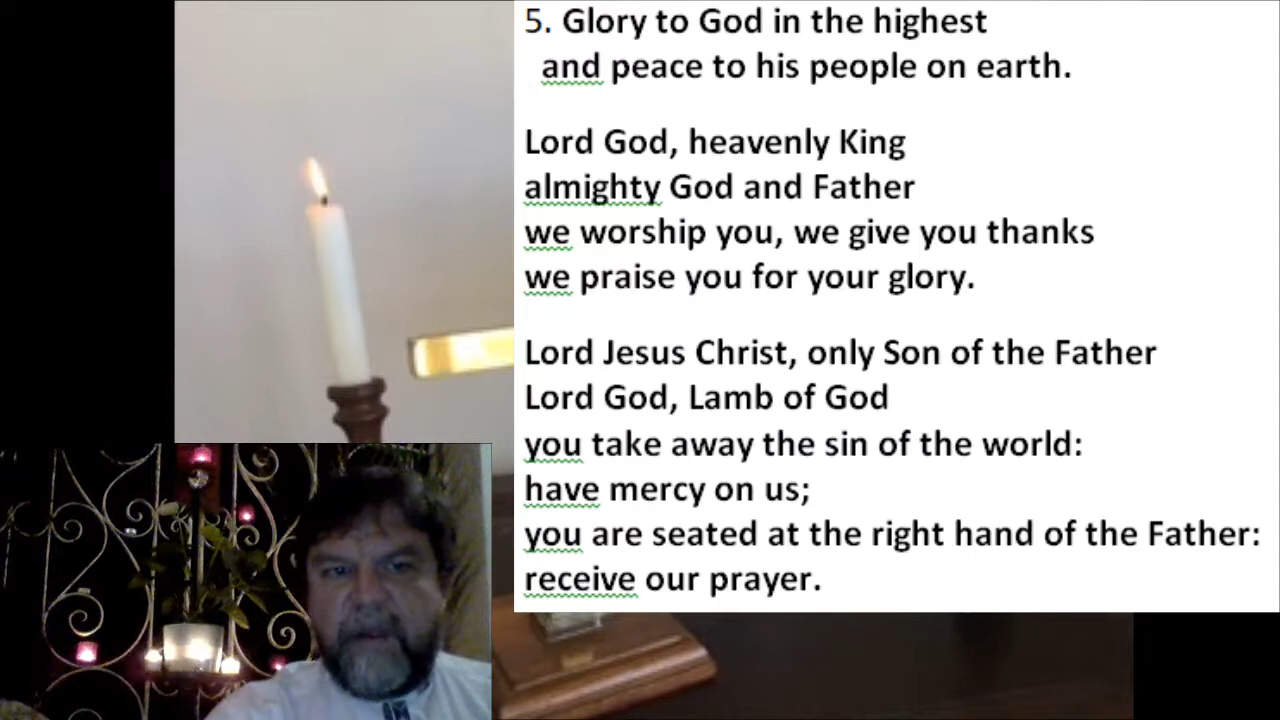 5. Glory to God in the highest
and peace to his people on earth.
Lord God, heavenly King
almighty God and Father
we worship you, we give you thanks
we praise you for your glory.
Lord Jesus Christ, only Son of the Father
Lord God, Lamb of God
you take away the sin of the world:
have mercy on us;
you are seated at the right hand of the Father:
receive our prayer.